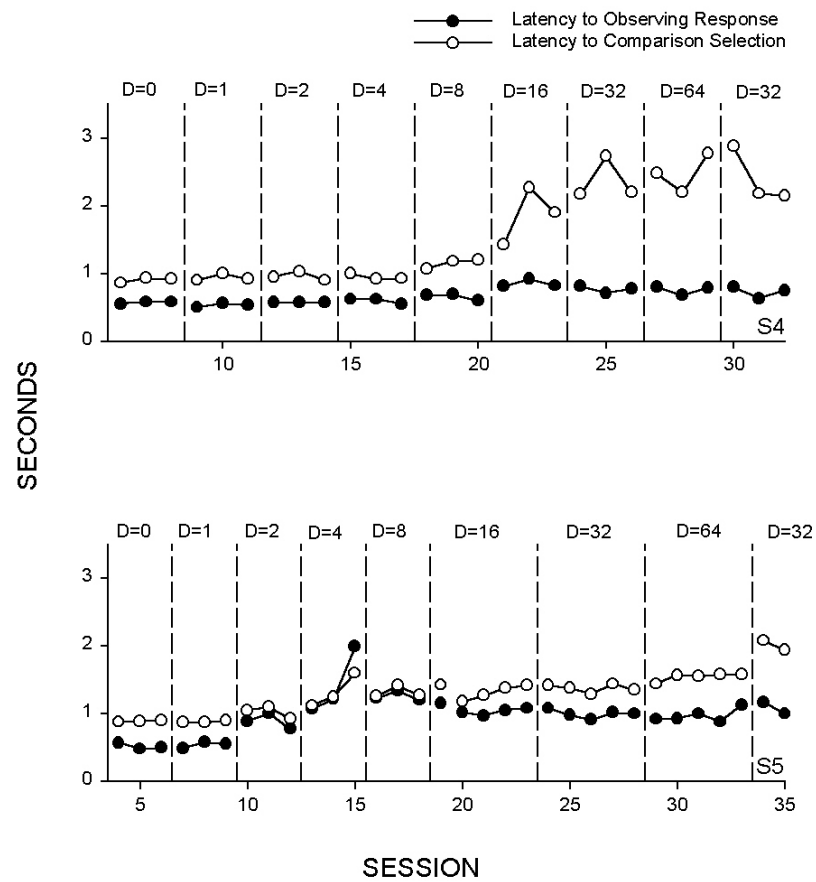 Latency to Observing Response
Latency to Comparison Selection
D=0 D=1 D=2 D=4 D=8 D=16 D=32 D=64 D=32
3
2
1
0
S4
10 15 20 25 30
SECONDS
D=0 D=1 D=2 D=4 D=8 D=16 D=32 D=64 D=32
3
2
1
0
S5
5 10 15 20 25 30 35
SESSION